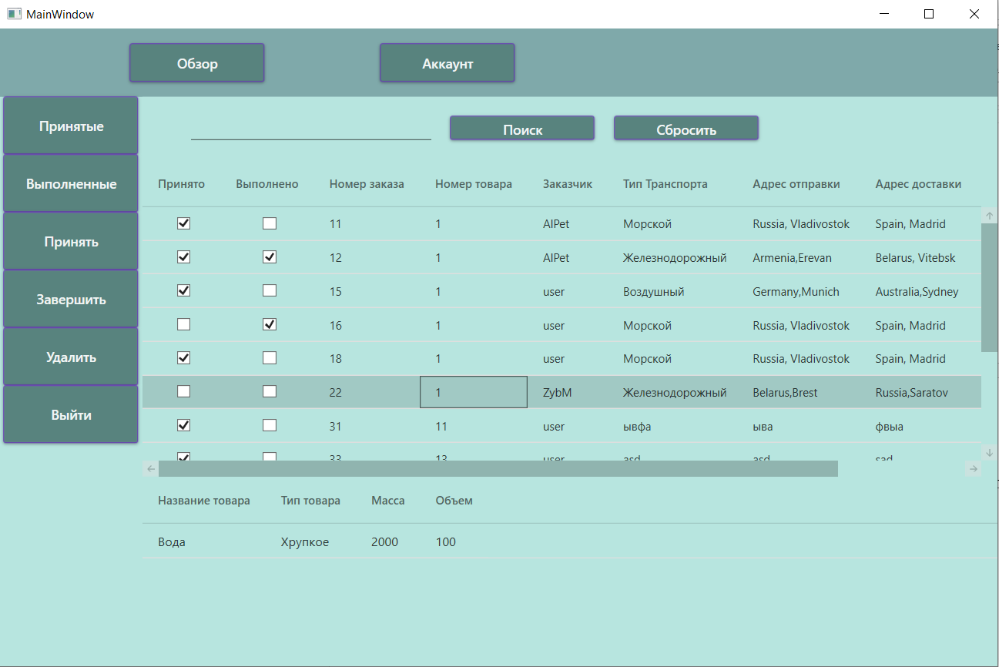 MainWindow
Обзор Аккаунт
Принятые
Выполненные
Принять
Завершить
Удалить
Выйти
Поиск Сбросить
Принято Выполнено Номер заказа Номер товара Заказчик Тип Транспорта Адрес отправки Адрес доставки
11 1 AlPet Морской Russia, Vladivostok Spain, Madrid
12 1 AlPet Железнодорожный Armenia,Erevan Belarus, Vitebsk
15 1 user Воздушный Germany,Munich Australia,Sydney
16 1 user Морской Russia, Vladivostok Spain, Madrid
18 1 user Морской Russia, Vladivostok Spain, Madrid
22 1 ZybM Железнодорожный Belarus,Brest Russia,Saratov
31 11 user ывфа ыва фвыа
33 13 user asd asd sad
Название товара Тип товара Масса Объем
Вода Хрупкое 2000 100